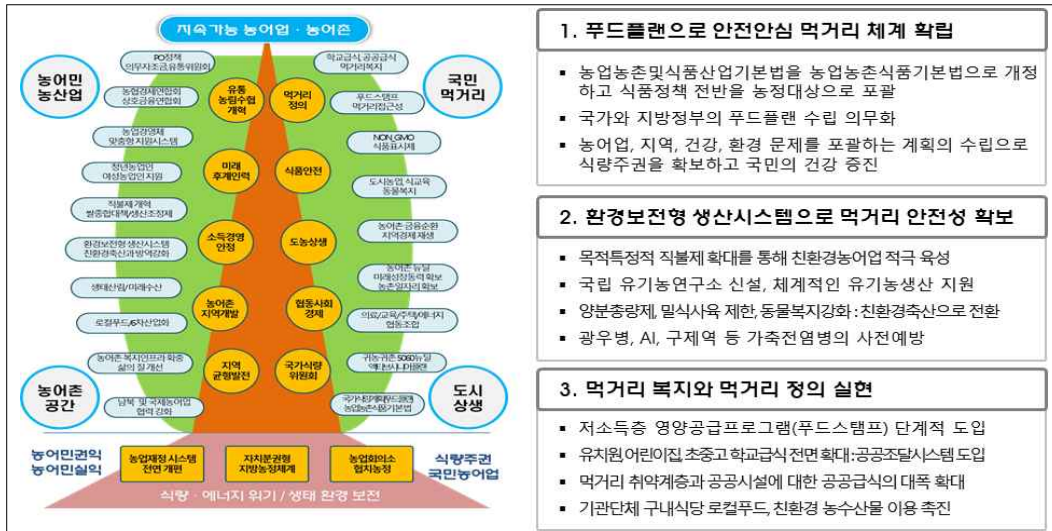 지속가능 농어업 · 농어촌
농어민
농산업
국민
먹거리
농어촌
공간
도시
상생
PO정책
의무자조금,유통위원회
농협경제연합회
상호금융연합회
농업경영체
맞춤형 지원시스템
청년농업인
여성농업인 지원
직불제 개혁
쌀종합대책/생산조정제
환경보전형 생산시스템
친환경축산과 방역강화
생태산림/미래수산
로컬푸드/6차산업화
농어촌 복지인프라 확충
삶의 질 개선
남북 및 국제농어업
협력 강화
유통
농림수협
개혁
미래
후계인력
소득경영
안정
농어촌
지역개발
지역
균형발전
먹거리
정의
식품안전
도농상생
협동사회
경제
국가식량
위원회
학교급식, 공공급식
먹거리복지
푸드스탬프
먹거리접근성
NON_GMO
식품표시제
도시농업, 식교육
동물복지
농어촌 금융순환
지역경제 재생
농어촌 뉴딜
미래성장동력 확보
농촌일자리 확보
의료/교육/주택/에너지
협동조합
귀농·귀촌 5060뉴딜
액티브시니어플랜
농업농촌식품기본법
농어민권익
농어민실익
농업재정 시스템
전면 개편
자치분권형
지방농정체계
농업회의소
협치농정
식량주권
국민농어업
식량 · 에너지 위기 / 생태 환경 보전
1. 푸드플랜으로 안전안심 먹거리 체계 확립
▪ 농업농촌및식품산업기본법을 농업농촌식품기본법으로 개정
하고 식품정책 전반을 농정대상으로 포괄
▪ 국가와 지방정부의 푸드플랜 수립 의무화
▪ 농어업, 지역, 건강, 환경 문제를 포괄하는 계획의 수립으로
식량주권을 확보하고 국민의 건강 증진
2. 환경보전형 생산시스템으로 먹거리 안전성 확보
▪ 목적특정적 직불제 확대를 통해 친환경농어업 적극 육성
▪ 국립 유기농연구소 신설, 체계적인 유기농생산 지원
▪ 양분총량제, 밀식사육 제한, 동물복지강화 : 친환경축산으로 전환
▪ 광우병, AI, 구제역 등 가축전염병의 사전예방
3. 먹거리 복지와 먹거리 정의 실현
▪ 저소득층 영양공급프로그램(푸드스탬프) 단계적 도입
▪ 유치원,어린이집, 초중고 학교급식 전면 확대 : 공공조달시스템 도입
▪ 먹거리 취약계층과 공공시설에 대한 공공급식의 대폭 확대
▪ 기관단체 구내식당 로컬푸드, 친환경 농수산물 이용 촉진